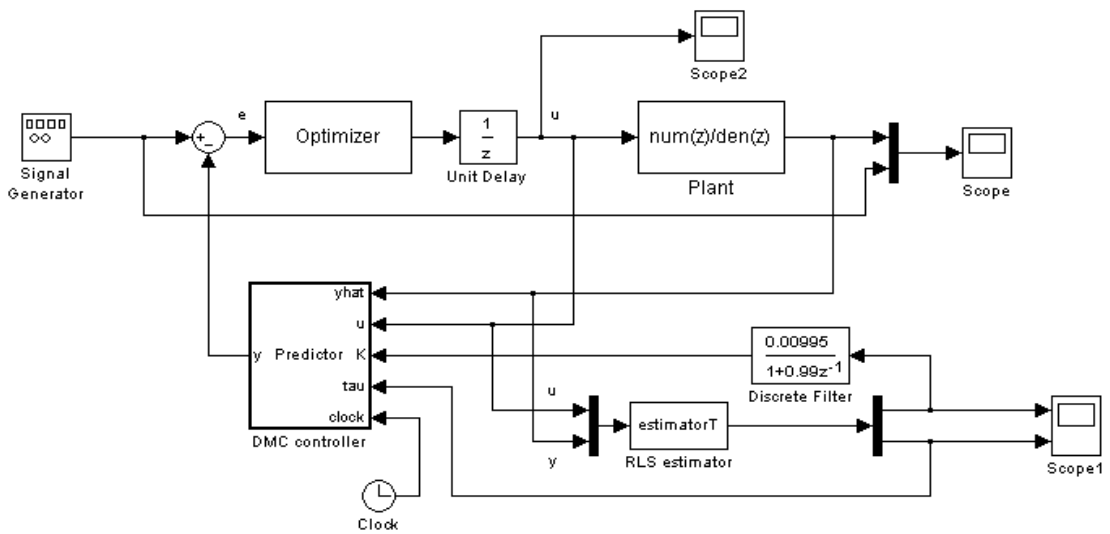 Scope2
Signal
Generator
+
−
e
Optimizer
1
z
Unit Delay
u
num(z)/den(z)
Plant
Scope
yhat
u
y Predictor K
tau
clock
DMC controller
Clock
0.00995
1+0.99z⁻¹
Discrete Filter
u
y
estimatorT
RLS estimator
Scope1